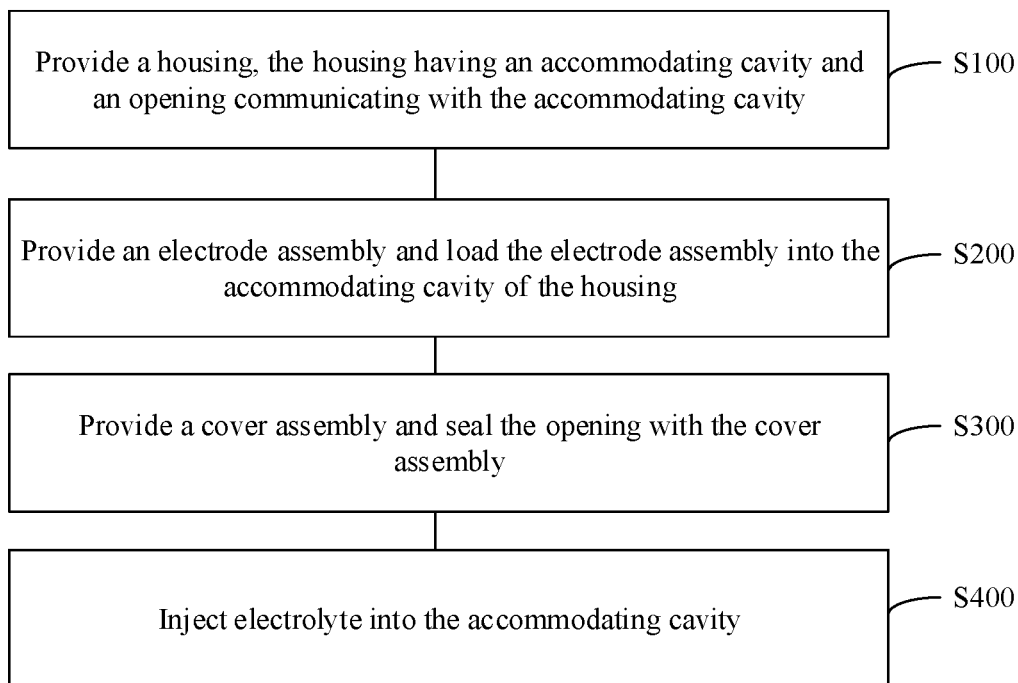 Provide a housing, the housing having an accommodating cavity and
an opening communicating with the accommodating cavity
S100
Provide an electrode assembly and load the electrode assembly into the
accommodating cavity of the housing
S200
Provide a cover assembly and seal the opening with the cover
assembly
S300
Inject electrolyte into the accommodating cavity
S400